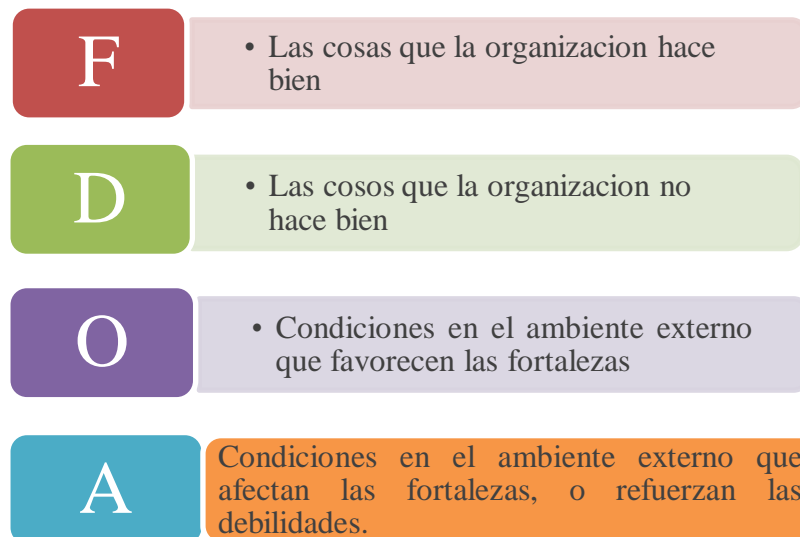 F
• Las cosas que la organizacion hace
bien
D
• Las cosos que la organizacion no
hace bien
O
• Condiciones en el ambiente externo
que favorecen las fortalezas
A
Condiciones en el ambiente externo que
afectan las fortalezas, o refuerzan las
debilidades.